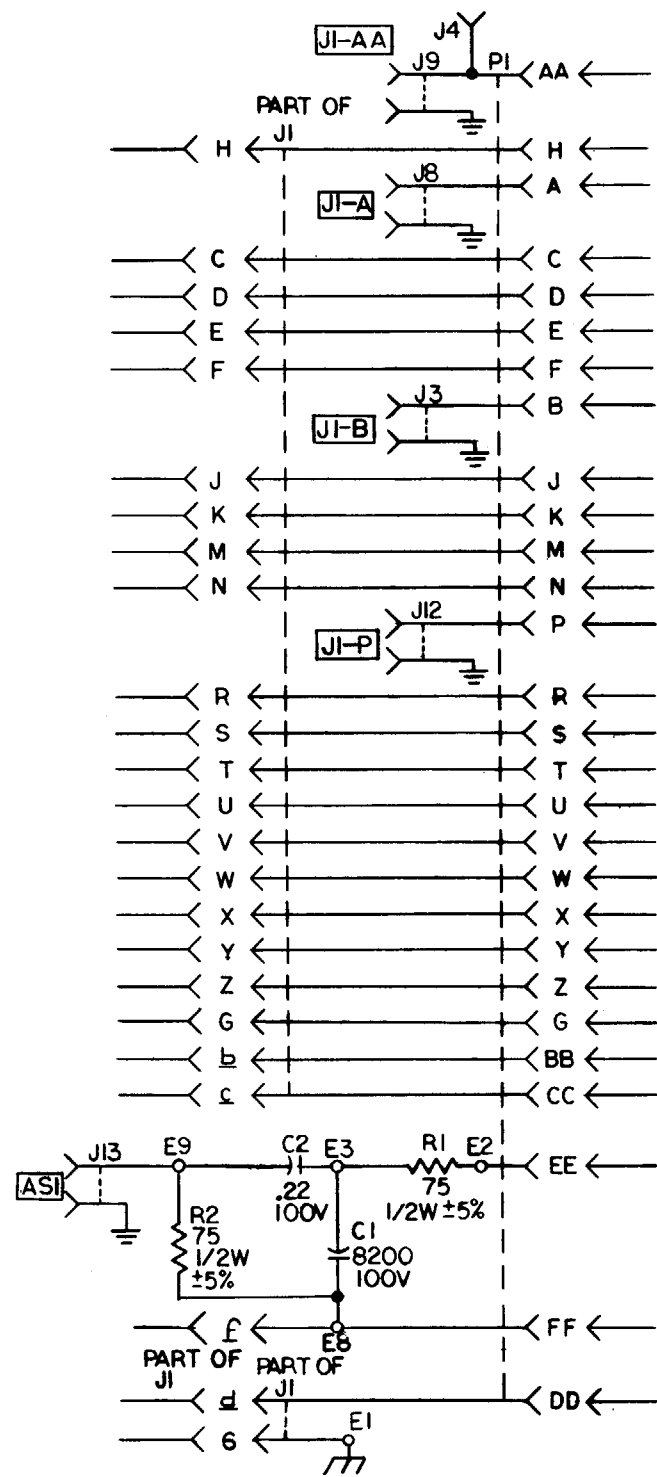 J4
J1-AA
J9 P1
AA
PART OF
J1
H H
J8
A
J1-A
C C
D D
E E
F F
J3
B
J1-B
J J
K K
M M
N N
J12
P
J1-P
R R
S S
T T
U U
V V
W W
X X
Y Y
Z Z
G G
b BB
c CC
J13 E9 C2 E3 R1 E2
EE
AS1
.22
100V
75
1/2W ±5%
R2
75
1/2W
±5%
C1
8200
100V
f FF
E8
PART OF
J1
PART OF
J1
d DD
6
E1